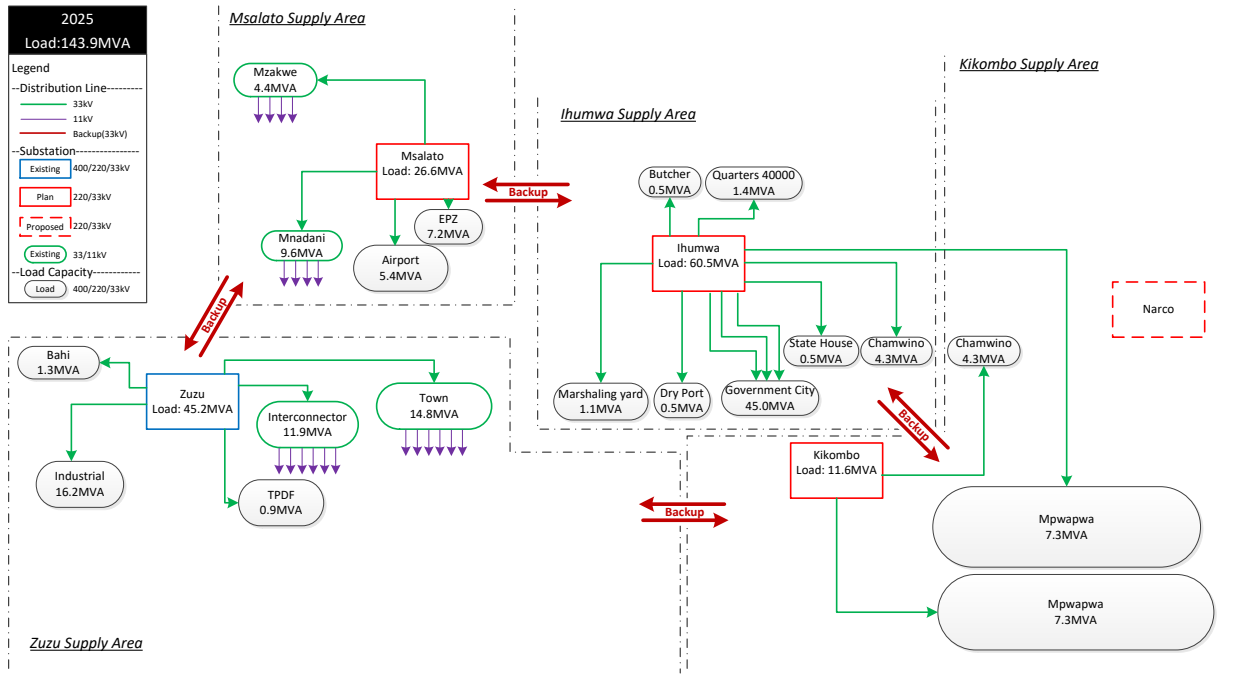 2025
Load:143.9MVA
Legend
--Distribution Line---------
33kV
11kV
Backup(33kV)
--Substation-----------------
Existing 400/220/33kV
Plan 220/33kV
Proposed 220/33kV
Existing 33/11kV
--Load Capacity-------------
Load 400/220/33kV
Msalato Supply Area
Mzakwe
4.4MVA
Msalato
Load: 26.6MVA
Mnadani
9.6MVA
EPZ
7.2MVA
Airport
5.4MVA
Backup
Backup
Ihumwa Supply Area
Butcher
0.5MVA
Quarters 40000
1.4MVA
Ihumwa
Load: 60.5MVA
State House
0.5MVA
Chamwino
4.3MVA
Marshaling yard
1.1MVA
Dry Port
0.5MVA
Government City
45.0MVA
Kikombo Supply Area
Narco
Chamwino
4.3MVA
Backup
Kikombo
Load: 11.6MVA
Mpwapwa
7.3MVA
Mpwapwa
7.3MVA
Backup
Bahi
1.3MVA
Zuzu
Load: 45.2MVA
Interconnector
11.9MVA
Town
14.8MVA
Industrial
16.2MVA
TPDF
0.9MVA
Zuzu Supply Area